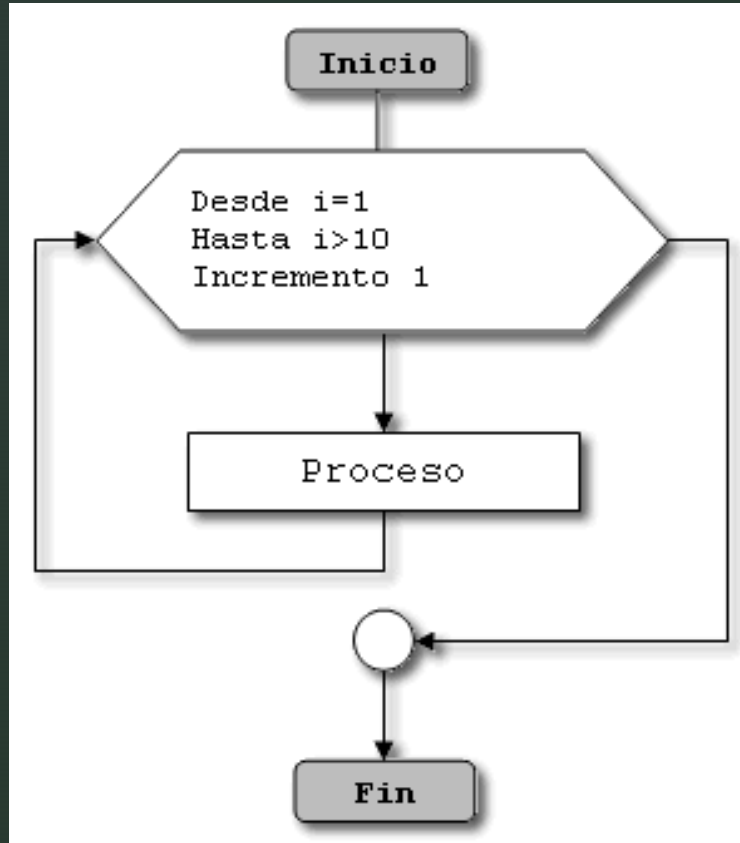 Inicio
Desde i=1
Hasta i>10
Incremento 1
Proceso
Fin